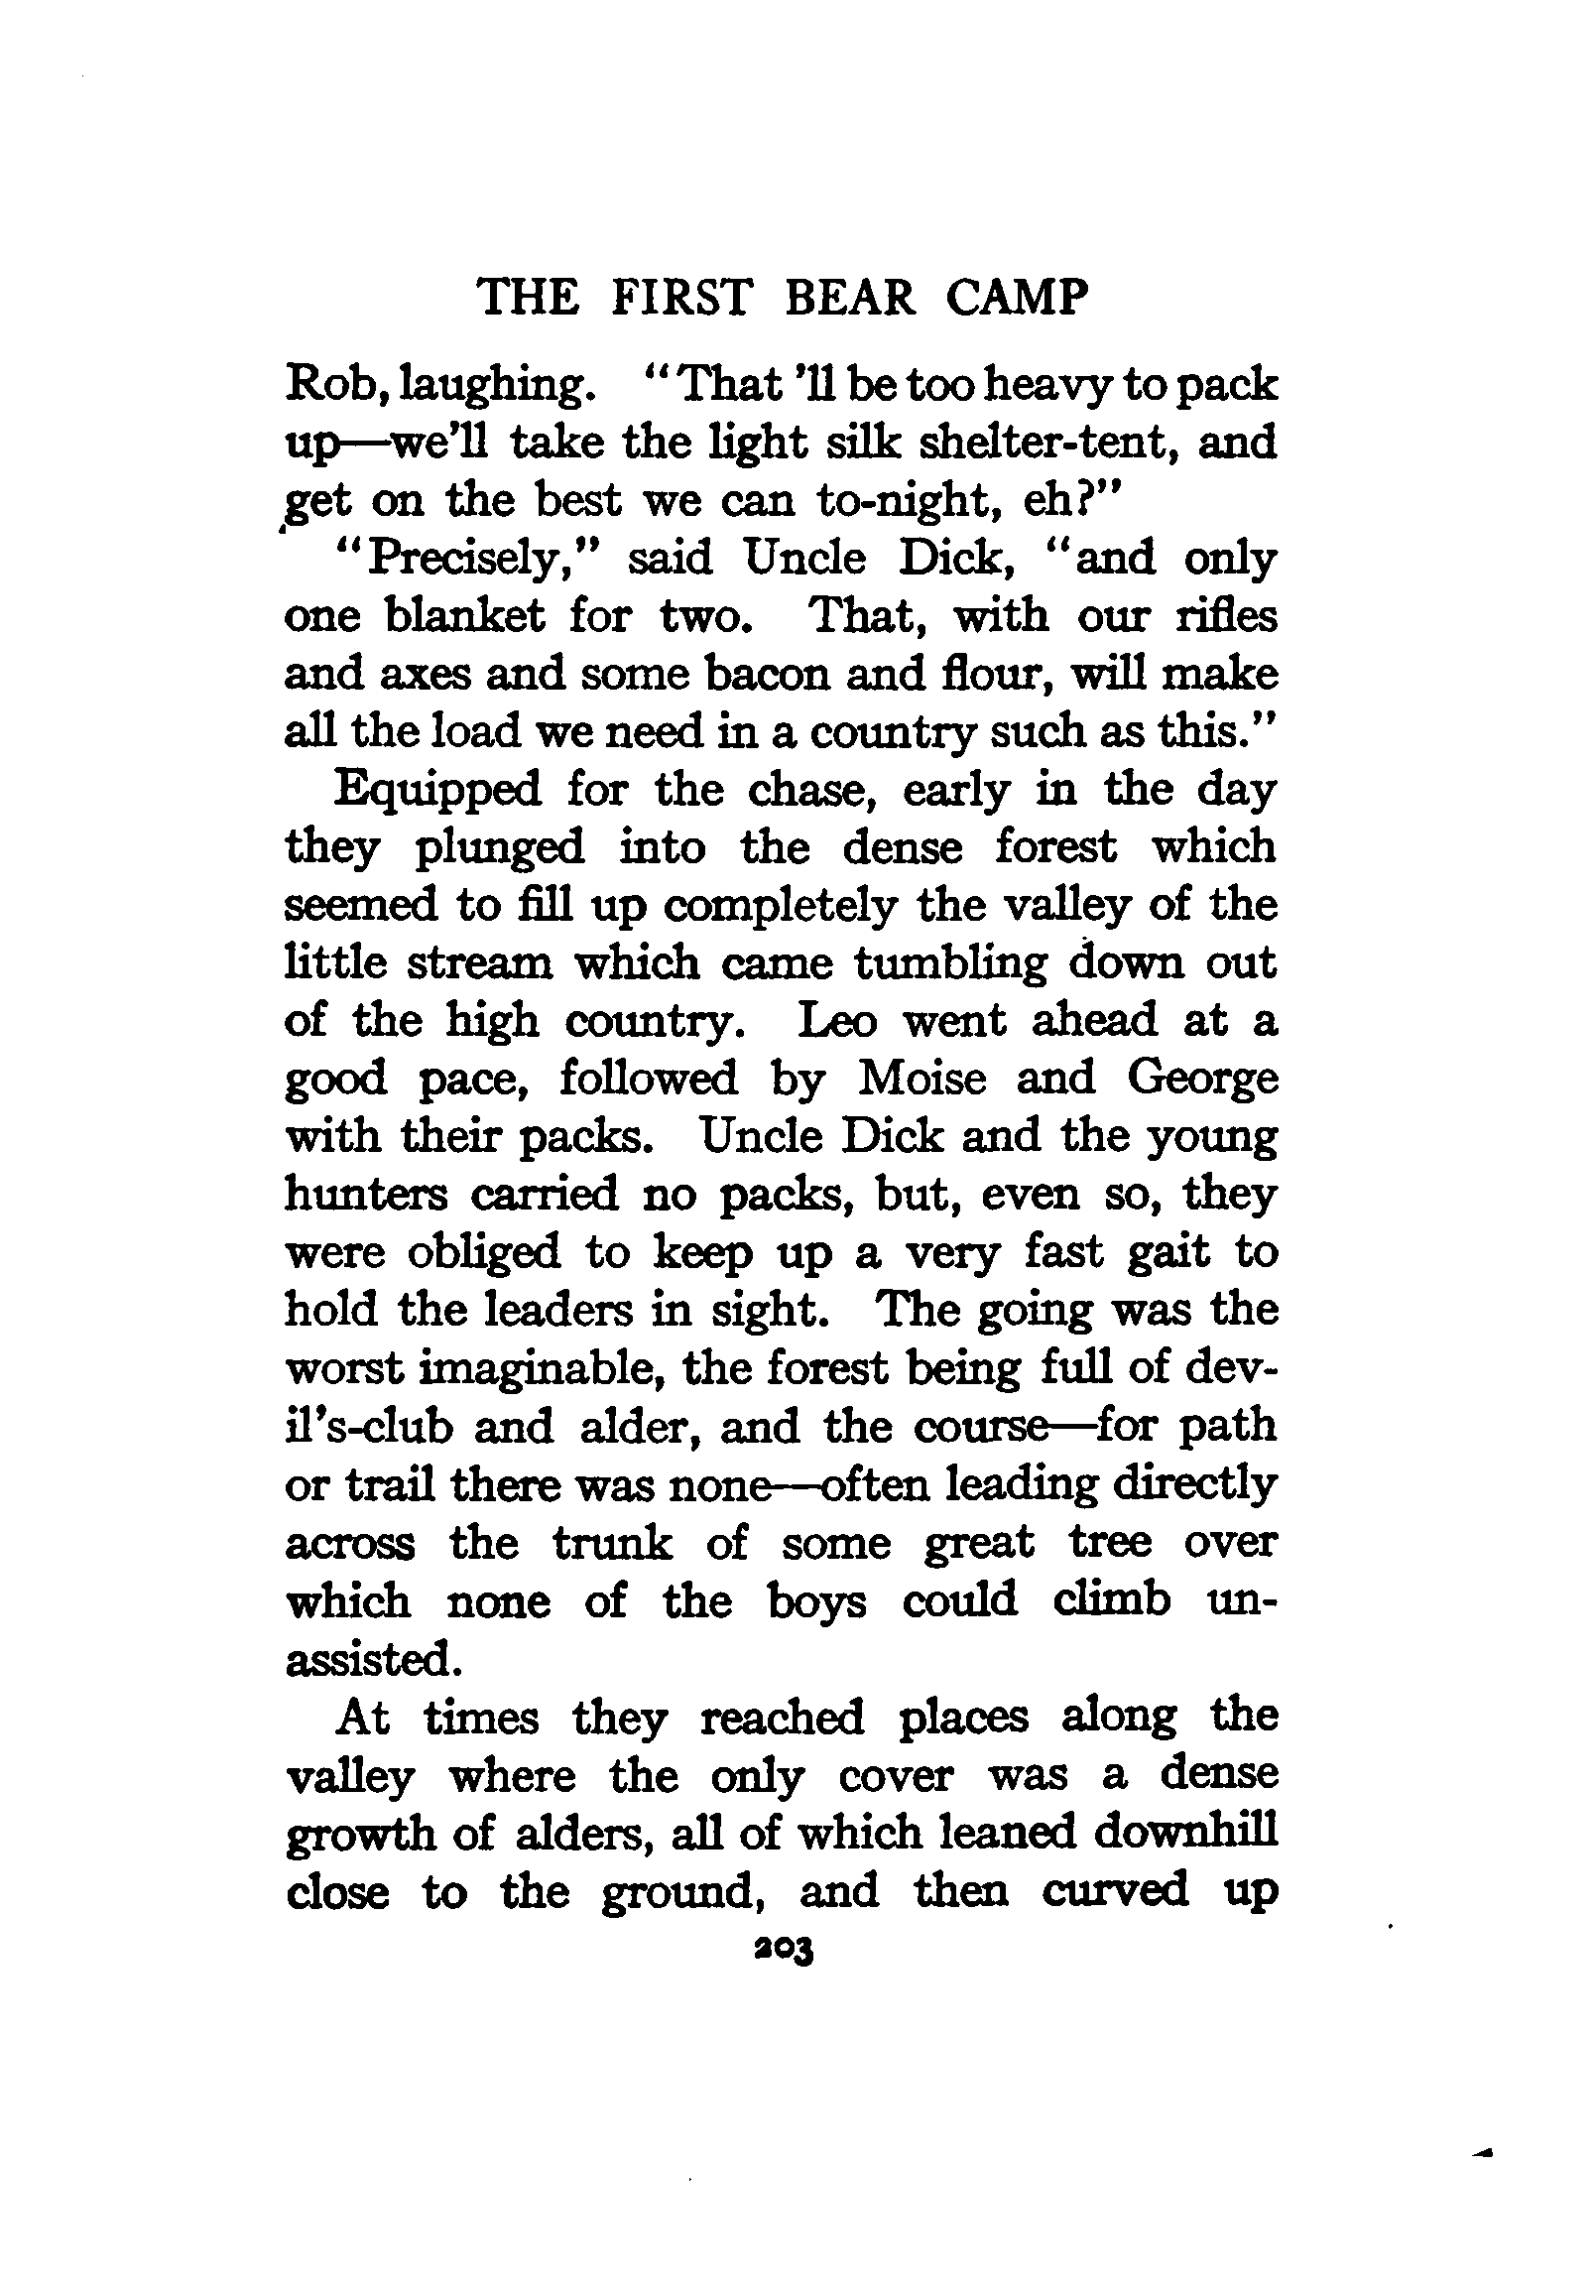 THE FIRST BEAR CAMP
Rob, laughing. "That 'll be too heavy to pack
up—we'll take the light silk shelter-tent, and
get on the best we can to-night, eh?"
"Precisely," said Uncle Dick, "and only
one blanket for two. That, with our rifles
and axes and some bacon and flour, will make
all the load we need in a country such as this."
Equipped for the chase, early in the day
they plunged into the dense forest which
seemed to fill up completely the valley of the
little stream which came tumbling down out
of the high country. Leo went ahead at a
good pace, followed by Moise and George
with their packs. Uncle Dick and the young
hunters carried no packs, but, even so, they
were obliged to keep up a very fast gait to
hold the leaders in sight. The going was the
worst imaginable, the forest being full of dev-
il's-club and alder, and the course—for path
or trail there was none—often leading directly
across the trunk of some great tree over
which none of the boys could climb un-
assisted.
At times they reached places along the
valley where the only cover was a dense
growth of alders, all of which leaned downhill
close to the ground, and then curved up
203